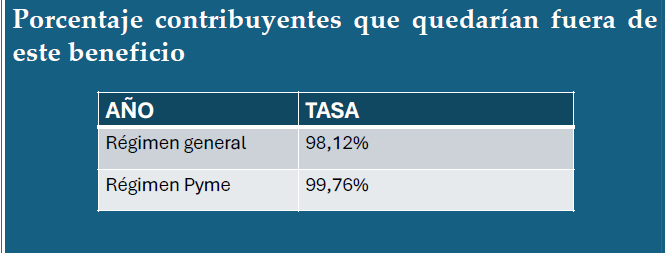 Porcentaje contribuyentes que quedarían fuera de
este beneficio
AÑO TASA
Régimen general 98,12%
Régimen Pyme 99,76%